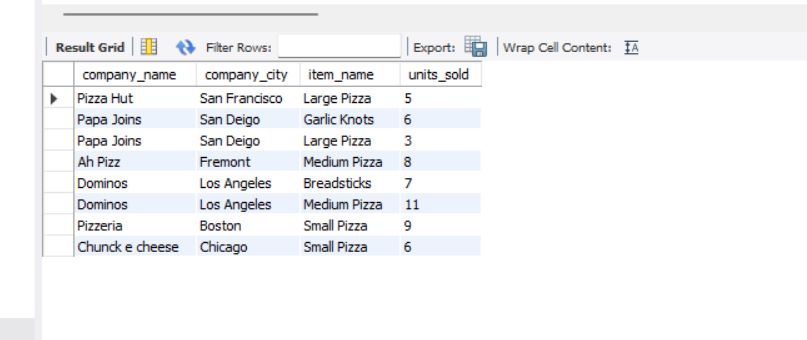 Result Grid Filter Rows: Export: Wrap Cell Content: IA
company_name company_city item_name units_sold
Pizza Hut San Francisco Large Pizza 5
Papa Joins San Deigo Garlic Knots 6
Papa Joins San Deigo Large Pizza 3
Ah Pizz Fremont Medium Pizza 8
Dominos Los Angeles Breadsticks 7
Dominos Los Angeles Medium Pizza 11
Pizzeria Boston Small Pizza 9
Chunck e cheese Chicago Small Pizza 6